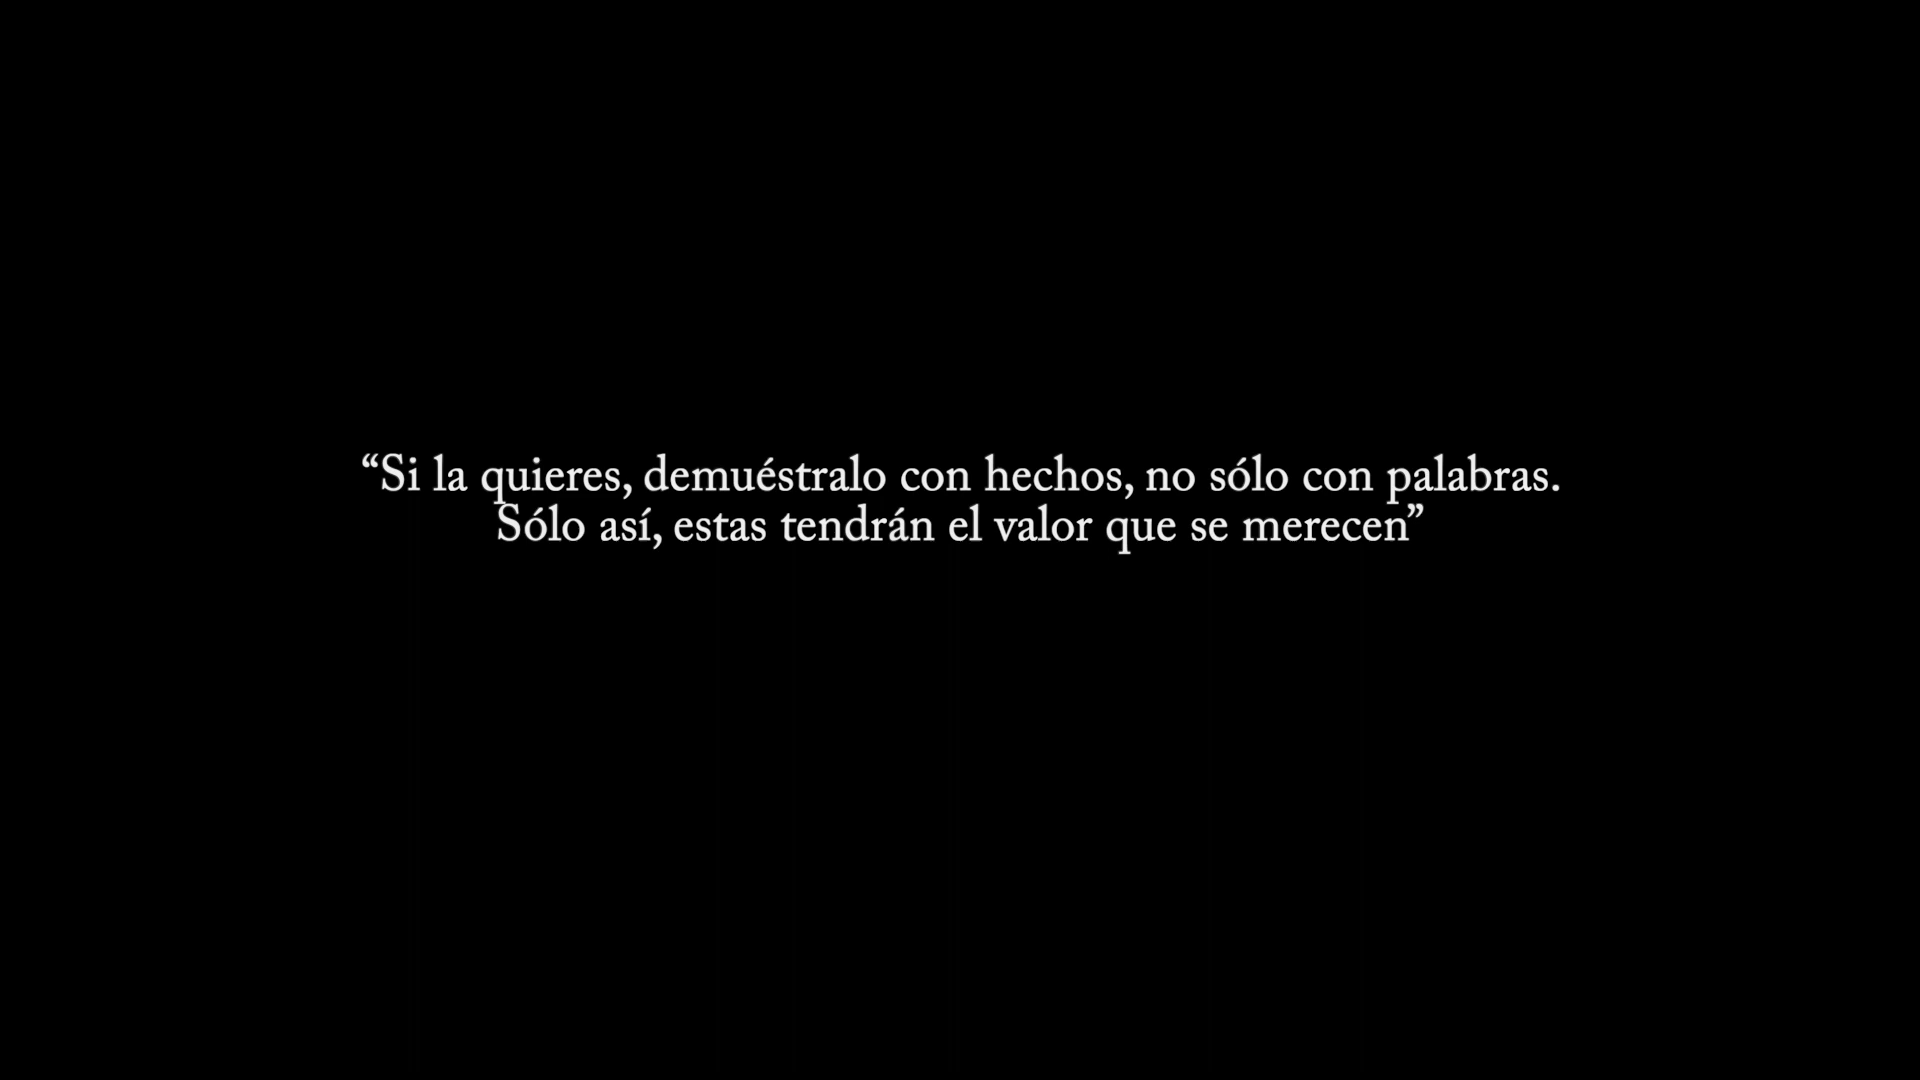 “Si la quieres, demuéstralo con hechos, no sólo con palabras.
Sólo así, estas tendrán el valor que se merecen”